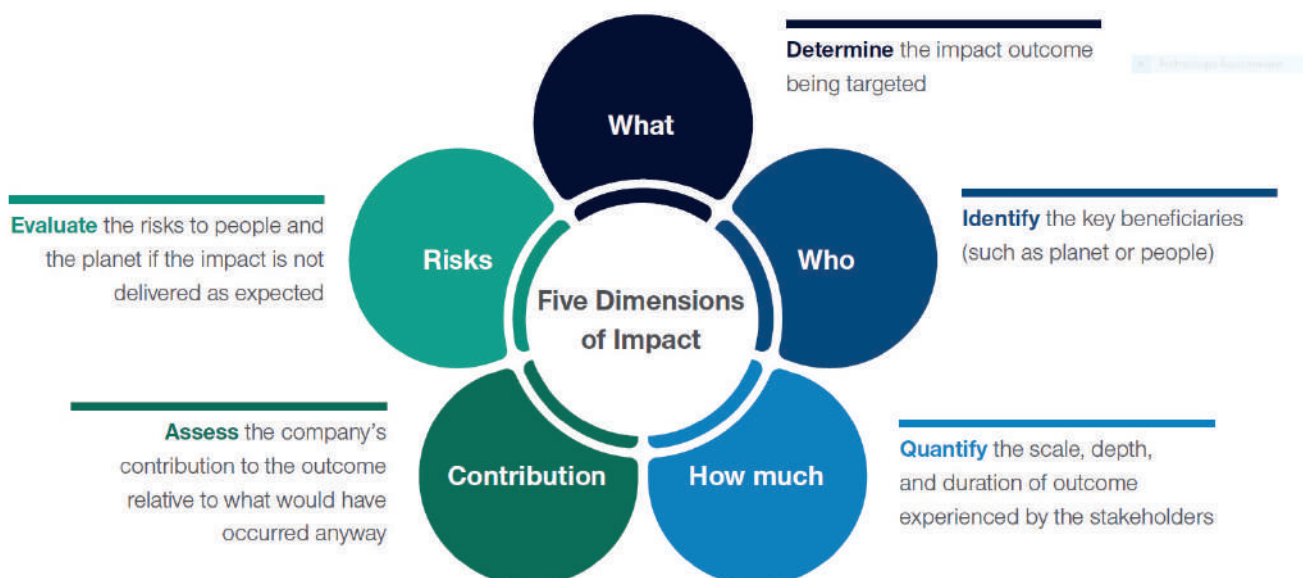 What
Determine the impact outcome
being targeted
Who
Identify the key beneficiaries
(such as planet or people)
How much
Quantify the scale, depth,
and duration of outcome
experienced by the stakeholders
Contribution
Assess the company's
contribution to the outcome
relative to what would have
occurred anyway
Risks
Evaluate the risks to people and
the planet if the impact is not
delivered as expected
Five Dimensions
of Impact